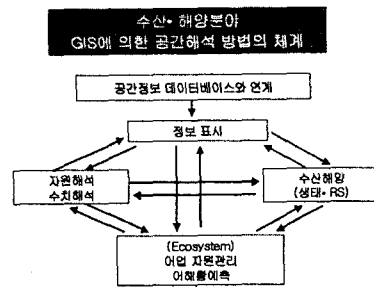 수산• 해양분야
GIS에 의한 공간해석 방법의 체계
공간정보 데이터베이스와 연계
정보 표시
자원해석
수치해석
수산해양
(생태• RS)
(Ecosystem)
어업 자원관리
어해황예측